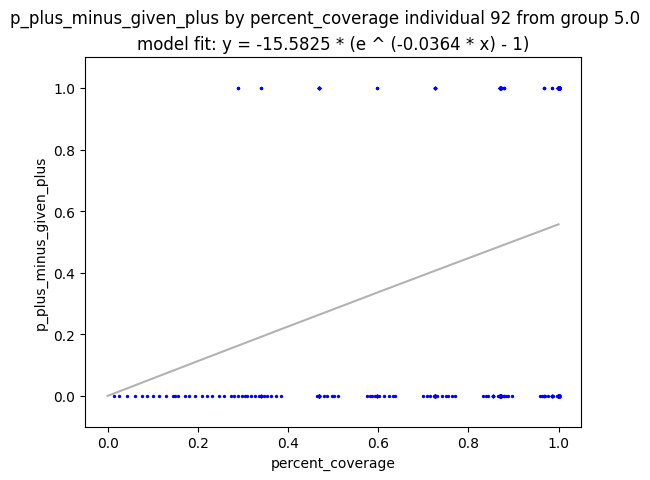 p_plus_minus_given_plus by percent_coverage individual 92 from group 5.0
model fit: y = -15.5825 * (e ^ (-0.0364 * x) - 1)
1.0
0.8
0.6
0.4
0.2
0.0
p_plus_minus_given_plus
0.0 0.2 0.4 0.6 0.8 1.0
percent_coverage